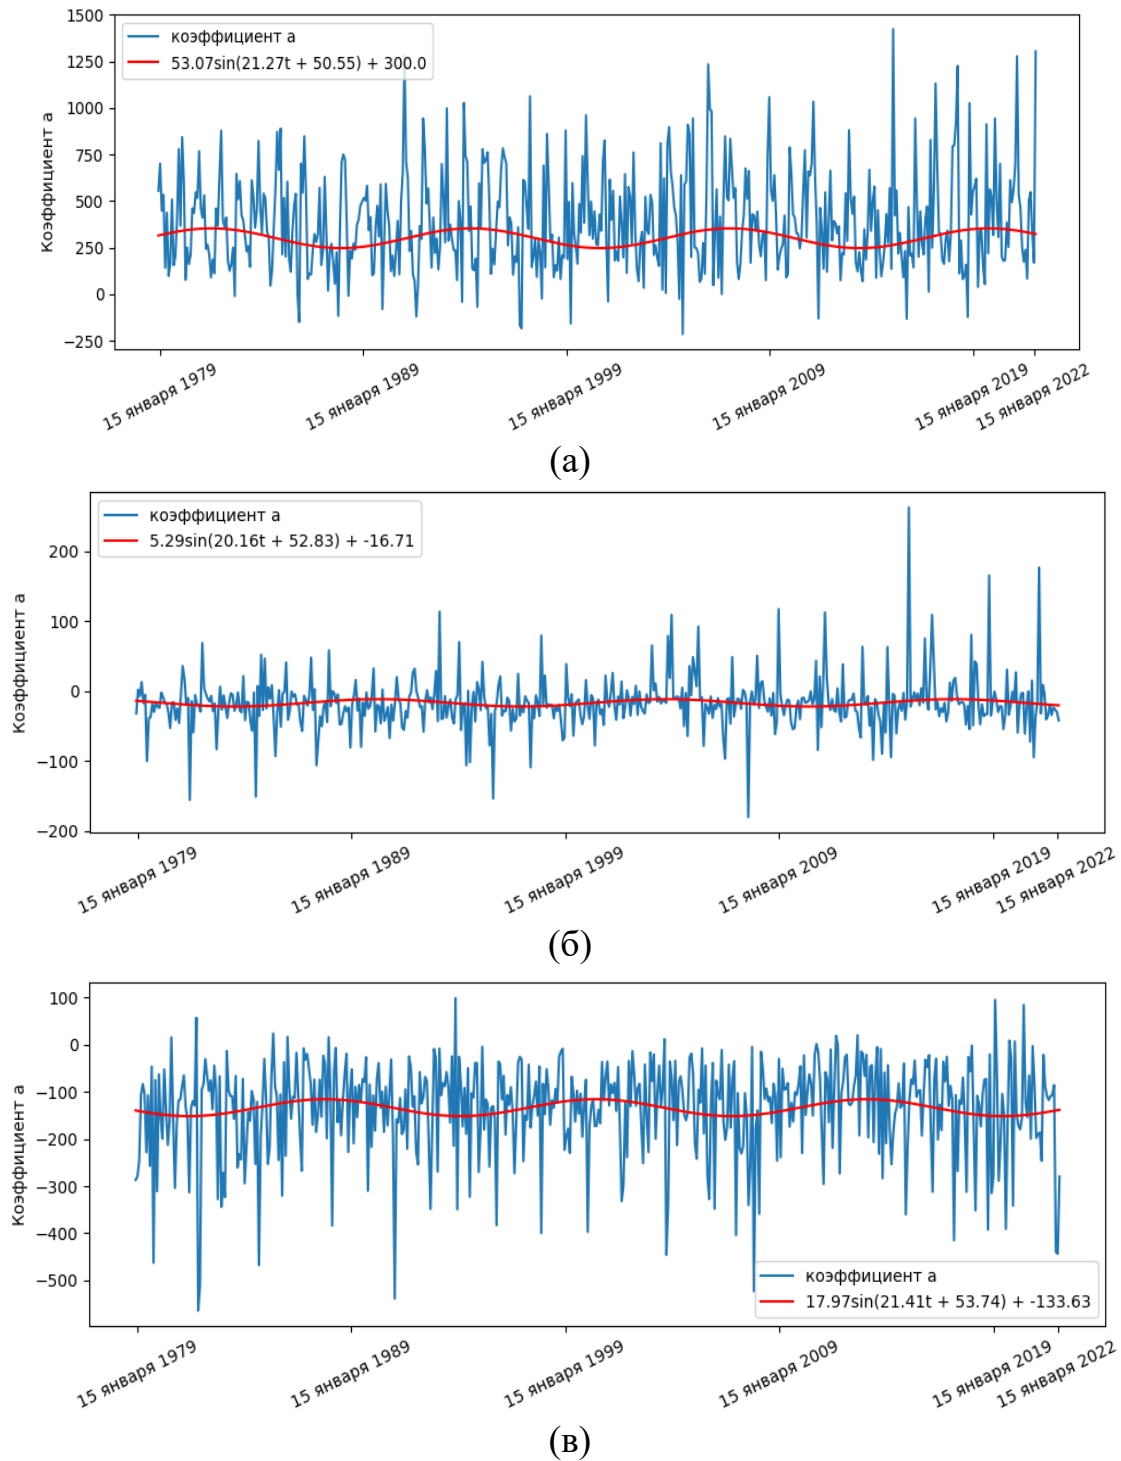 1500
1250
1000
750
500
250
0
−250
Коэффициент a
коэффициент a
53.07sin(21.27t + 50.55) + 300.0
15 января 1979
15 января 1989
15 января 1999
15 января 2009
15 января 2019
15 января 2022
(а)
200
100
0
−100
−200
Коэффициент a
коэффициент a
5.29sin(20.16t + 52.83) + -16.71
15 января 1979
15 января 1989
15 января 1999
15 января 2009
15 января 2019
15 января 2022
(б)
100
0
−100
−200
−300
−400
−500
Коэффициент a
коэффициент a
17.97sin(21.41t + 53.74) + -133.63
15 января 1979
15 января 1989
15 января 1999
15 января 2009
15 января 2019
15 января 2022
(в)